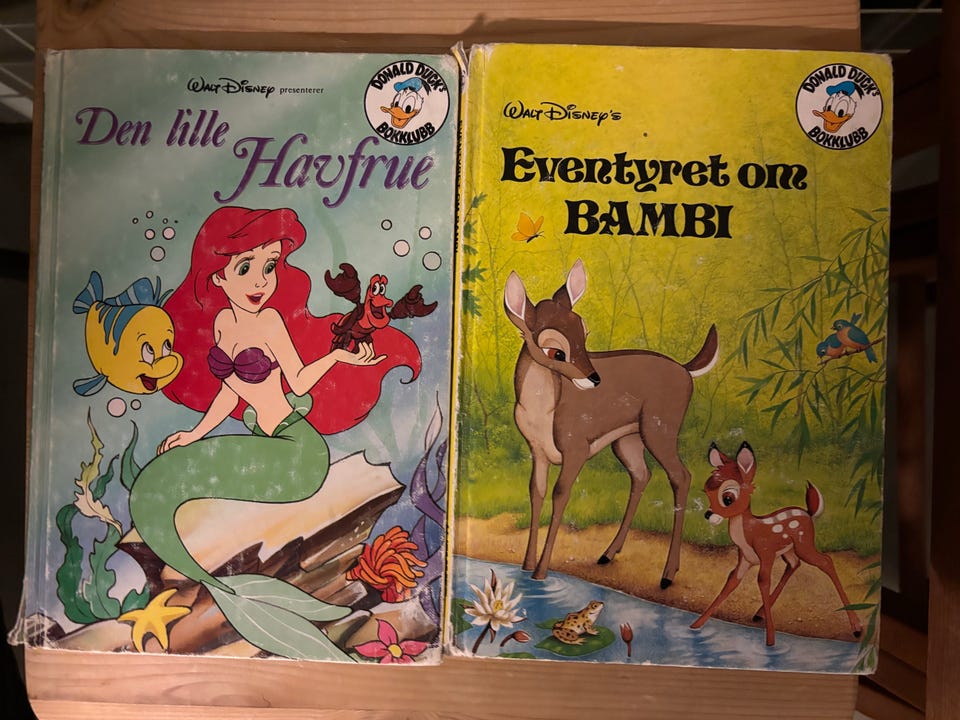 WALT DISNEY presenterer
Den lille
Havfrue
DONALD DUCK'S
BOKKLUBB
WALT DISNEY'S
Eventyret om
BAMBI
DONALD DUCK'S
BOKKLUBB